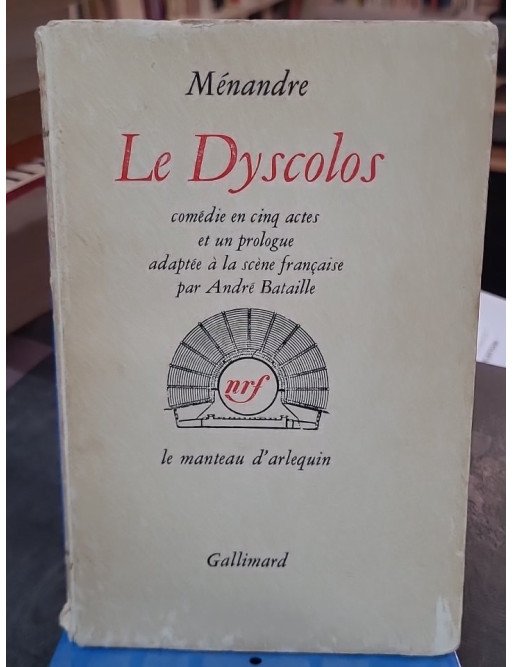 Ménandre
Le Dyscolos
comédie en cinq actes
et un prologue
adaptée à la scène française
par André Bataille
nrf
le manteau d'arlequin
Gallimard